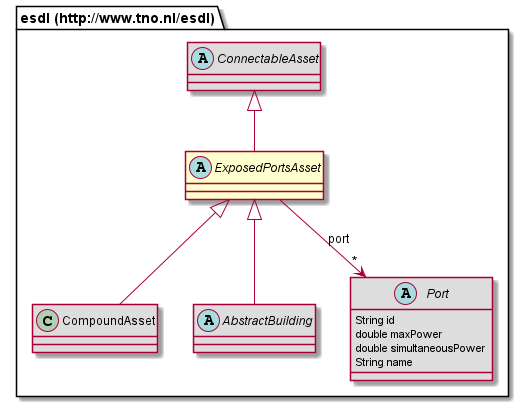 esdl (http://www.tno.nl/esdl)
A ConnectableAsset
A ExposedPortsAsset
port
*
C CompoundAsset
A AbstractBuilding
A Port
String id
double maxPower
double simultaneousPower
String name